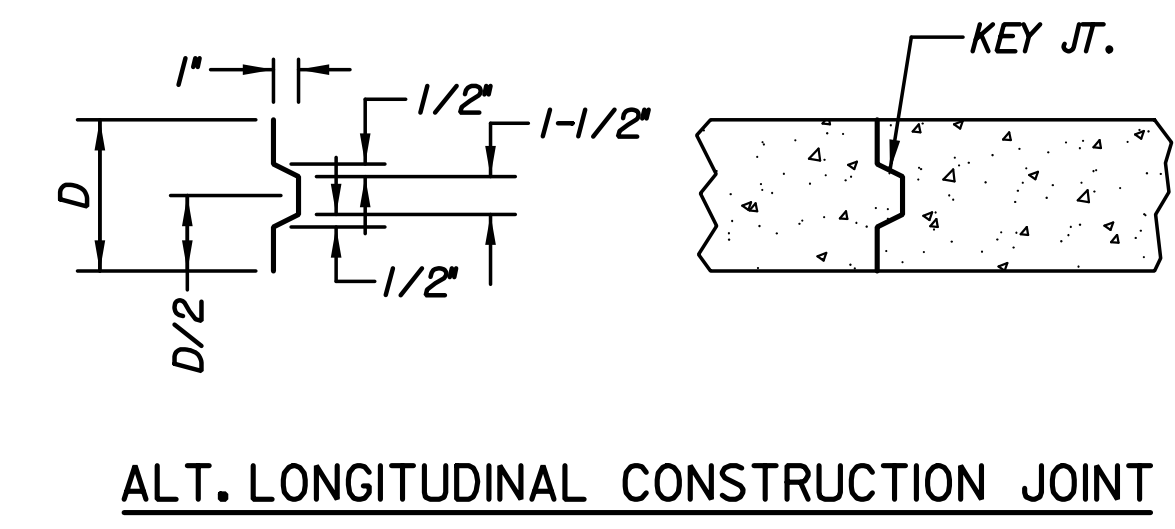 KEY JT.
1"
1/2"
1-1/2"
D
1/2"
D/2
ALT. LONGITUDINAL CONSTRUCTION JOINT